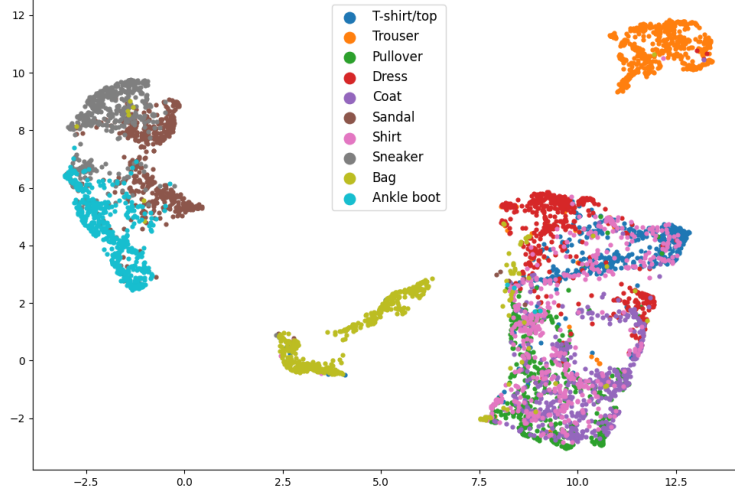 12
10
8
6
4
2
0
−2
−2.5
0.0
2.5
5.0
7.5
10.0
12.5
T-shirt/top
Trouser
Pullover
Dress
Coat
Sandal
Shirt
Sneaker
Bag
Ankle boot